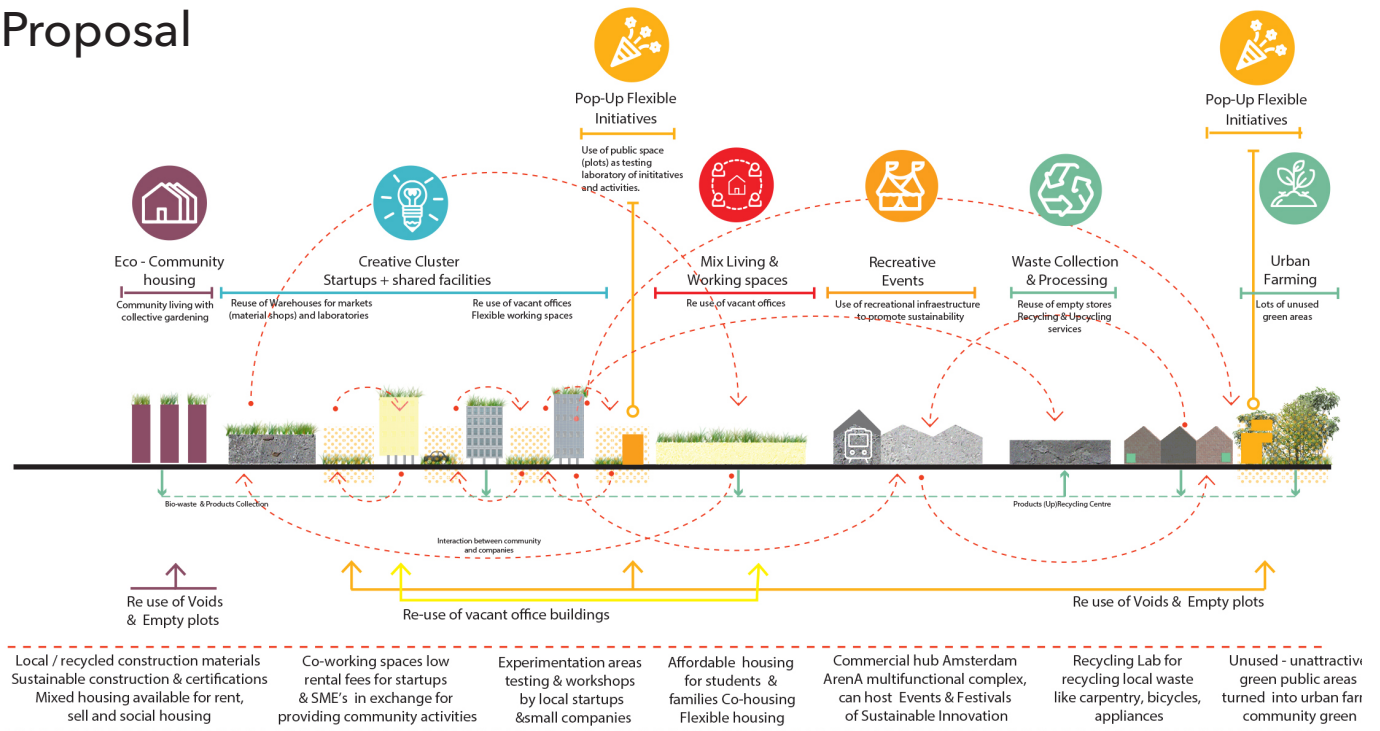 Proposal
Pop-Up Flexible
Initiatives
Use of public space
(plots) as testing
laboratory of inititatives
and activities.
Pop-Up Flexible
Initiatives
Eco - Community
housing
Community living with
collective gardening
Creative Cluster
Startups + shared facilities
Reuse of Warehouses for markets
(material shops) and laboratories
Re use of vacant offices
Flexible working spaces
Mix Living &
Working spaces
Re use of vacant offices
Recreative
Events
Use of recreational infrastructure
to promote sustainability
Waste Collection
& Processing
Reuse of empty stores
Recycling & Upcycling
services
Urban
Farming
Lots of unused
green areas
Bio-waste & Products Collection
Products (Up)Recycling Centre
Interaction between community
and companies
Re use of Voids
& Empty plots
Re-use of vacant office buildings
Re use of Voids & Empty plots
Local / recycled construction materials
Sustainable construction & certifications
Mixed housing available for rent,
sell and social housing
Co-working spaces low
rental fees for startups
& SME's in exchange for
providing community activities
Experimentation areas
testing & workshops
by local startups
&small companies
Affordable housing
for students &
families Co-housing
Flexible housing
Commercial hub Amsterdam
ArenA multifunctional complex,
can host Events & Festivals
of Sustainable Innovation
Recycling Lab for
recycling local waste
like carpentry, bicycles,
appliances
Unused - unattractive
green public areas
turned into urban far
community green